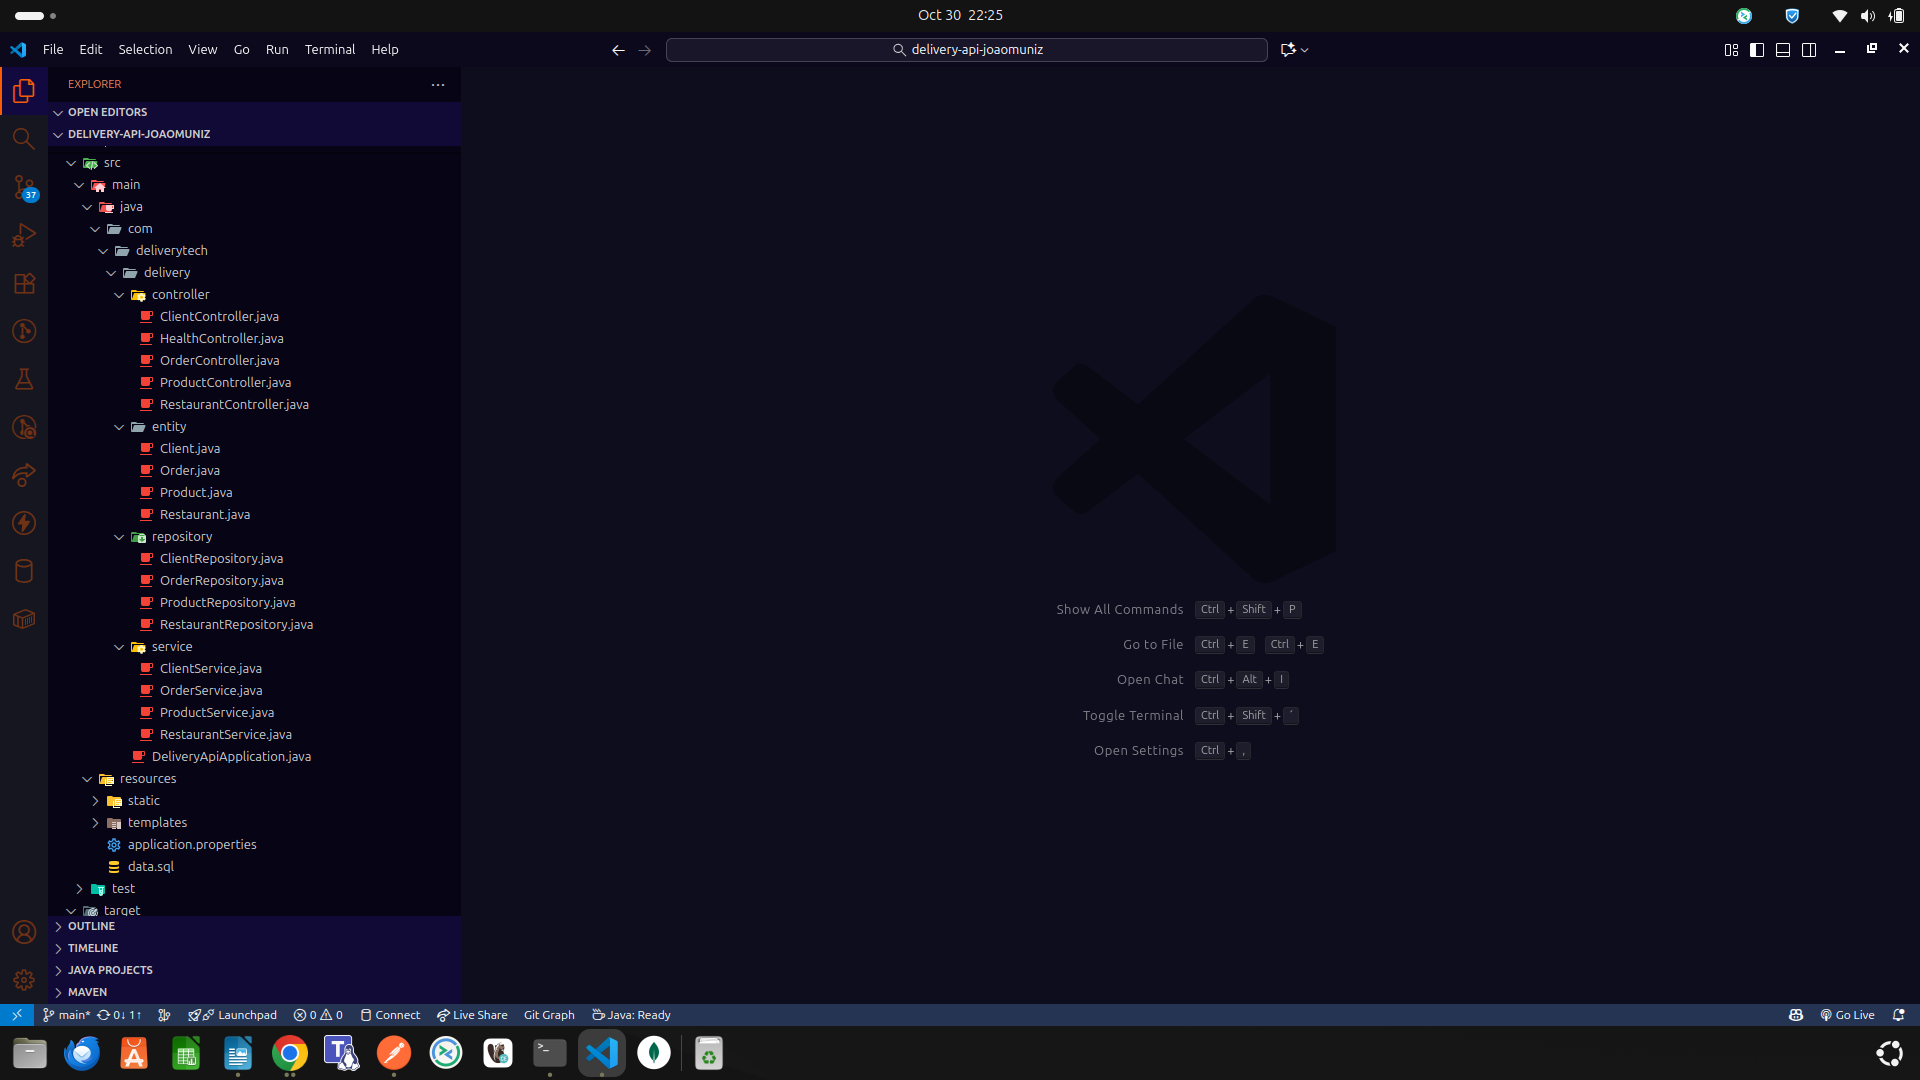 Oct 30 22:25
File Edit Selection View Go Run Terminal Help
delivery-api-joaomuniz
EXPLORER
OPEN EDITORS
DELIVERY-API-JOAOMUNIZ
src
main
java
com
deliverytech
delivery
controller
ClientController.java
HealthController.java
OrderController.java
ProductController.java
RestaurantController.java
entity
Client.java
Order.java
Product.java
Restaurant.java
repository
ClientRepository.java
OrderRepository.java
ProductRepository.java
RestaurantRepository.java
service
ClientService.java
OrderService.java
ProductService.java
RestaurantService.java
DeliveryApiApplication.java
resources
static
templates
application.properties
data.sql
test
target
OUTLINE
TIMELINE
JAVA PROJECTS
MAVEN
37
Show All Commands Ctrl + Shift + P
Go to File Ctrl + E Ctrl + E
Open Chat Ctrl + Alt + I
Toggle Terminal Ctrl + Shift + ´
Open Settings Ctrl + ,
main* 0↓ 1↑ Launchpad 0 0 Connect Live Share Git Graph Java: Ready Go Live